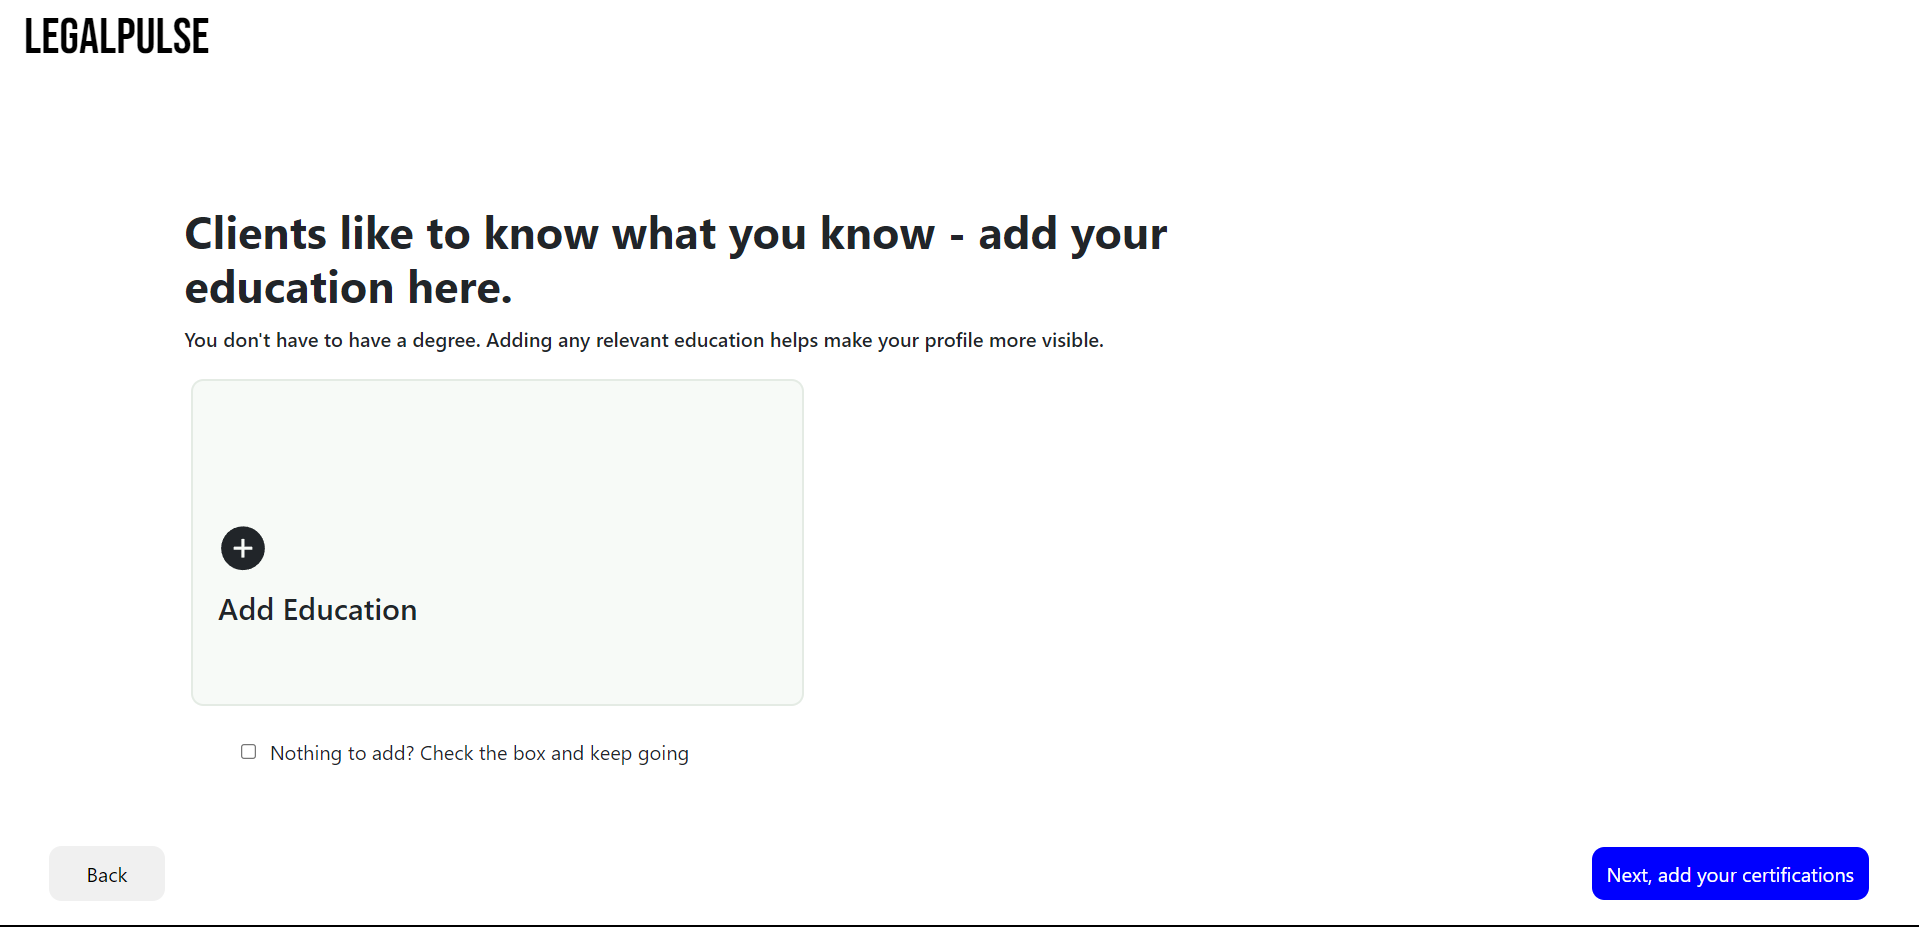 LEGALPULSE
Clients like to know what you know - add your
education here.
You don't have to have a degree. Adding any relevant education helps make your profile more visible.
Add Education
Nothing to add? Check the box and keep going
Back
Next, add your certifications